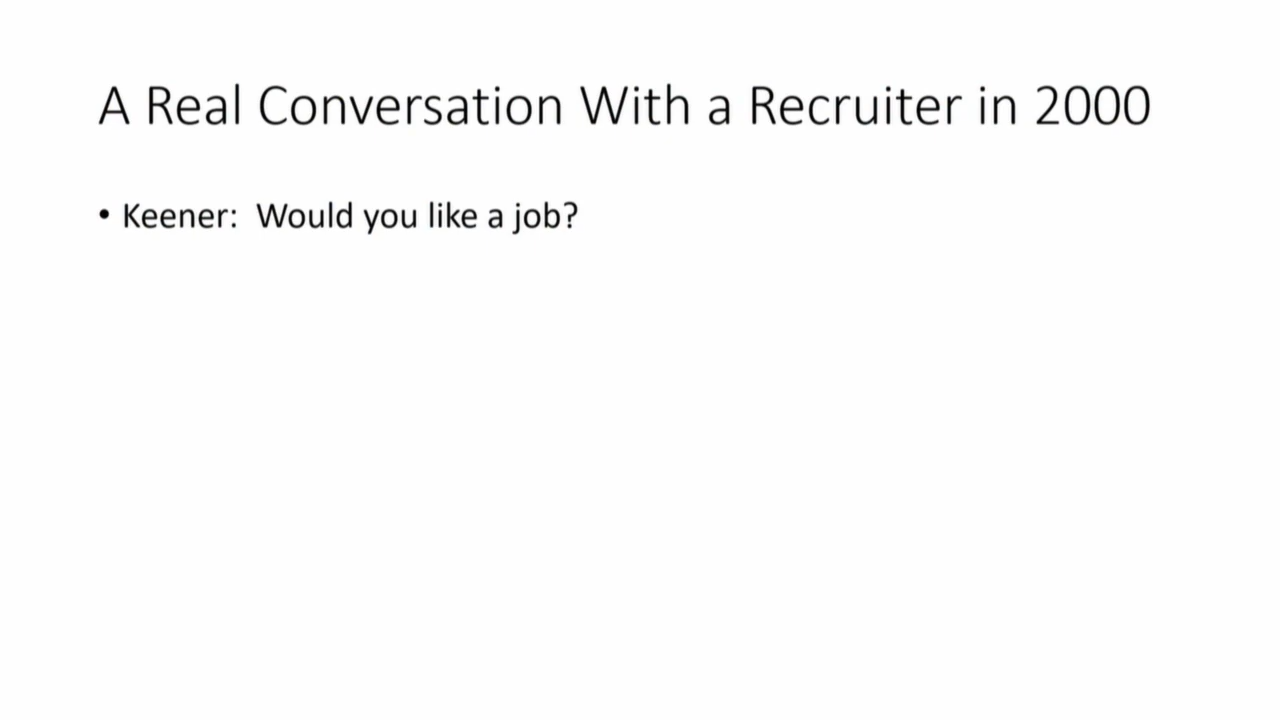 A Real Conversation With a Recruiter in 2000
• Keener:  Would you like a job?